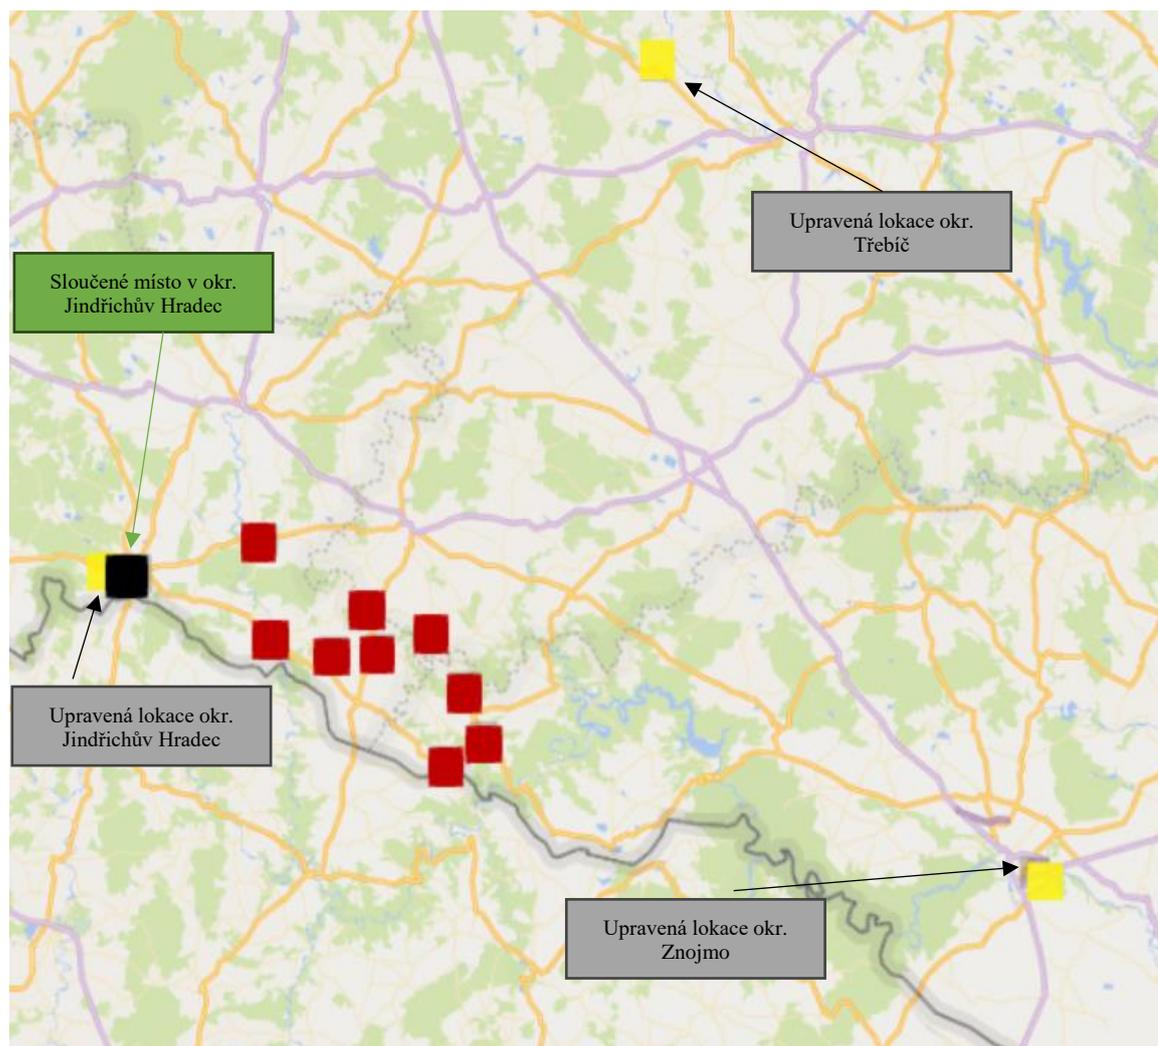 Upravená lokace okr.
Třebíč
Sloučené místo v okr.
Jindřichův Hradec
Upravená lokace okr.
Jindřichův Hradec
Upravená lokace okr.
Znojmo